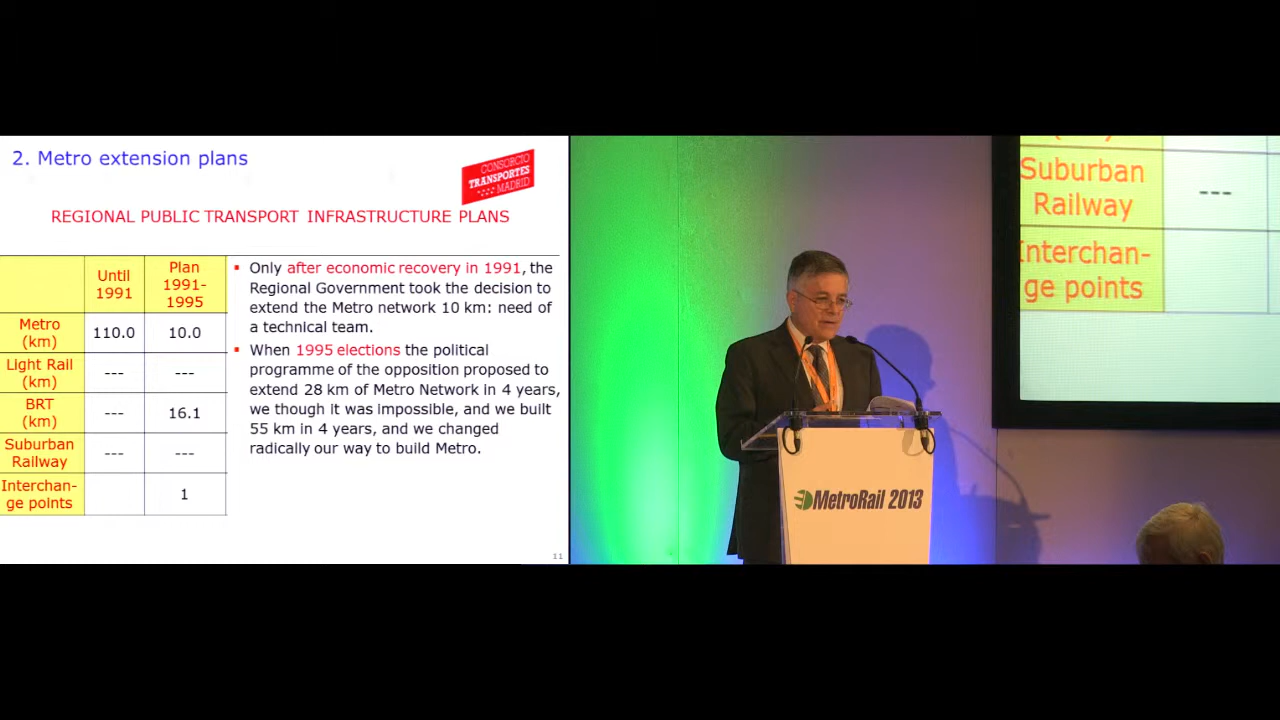 2. Metro extension plans
CONSORCIO
TRANSPORTES
MADRID
REGIONAL PUBLIC TRANSPORT INFRASTRUCTURE PLANS
Until
1991
Plan
1991-
1995
Metro
(km)
110.0
10.0
Light Rail
(km)
---
---
BRT
(km)
---
16.1
Suburban
Railway
---
---
Interchan-
ge points
1
Only after economic recovery in 1991, the
Regional Government took the decision to
extend the Metro network 10 km: need of
a technical team.
When 1995 elections the political
programme of the opposition proposed to
extend 28 km of Metro Network in 4 years,
we though it was impossible, and we built
55 km in 4 years, and we changed
radically our way to build Metro.
11
Suburban
Railway
---
Interchan-
ge points
MetroRail 2013